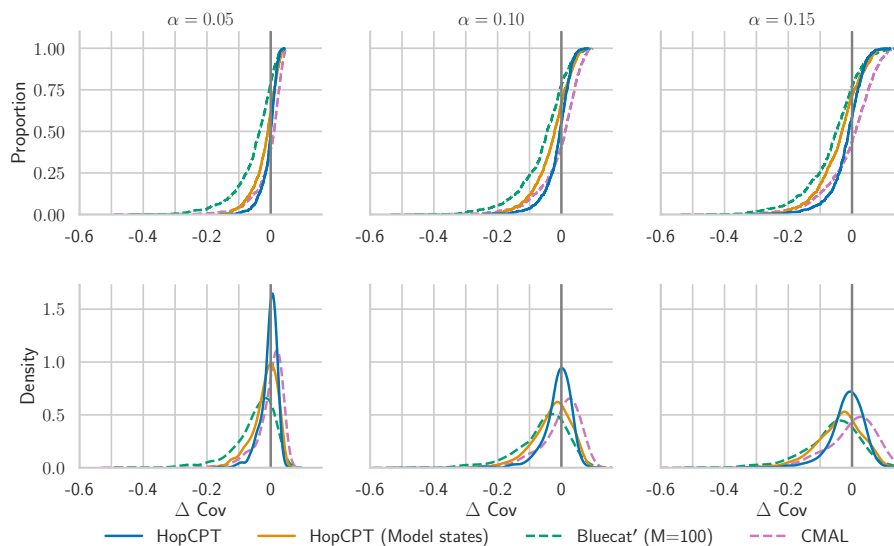 α = 0.05 α = 0.10 α = 0.15
Proportion
1.00
0.75
0.50
0.25
0.00
-0.6 -0.4 -0.2 0 -0.6 -0.4 -0.2 0 -0.6 -0.4 -0.2 0
Density
1.5
1.0
0.5
0.0
-0.6 -0.4 -0.2 0 -0.6 -0.4 -0.2 0 -0.6 -0.4 -0.2 0
Δ Cov Δ Cov Δ Cov
HopCPT HopCPT (Model states) Bluecat′ (M=100) CMAL